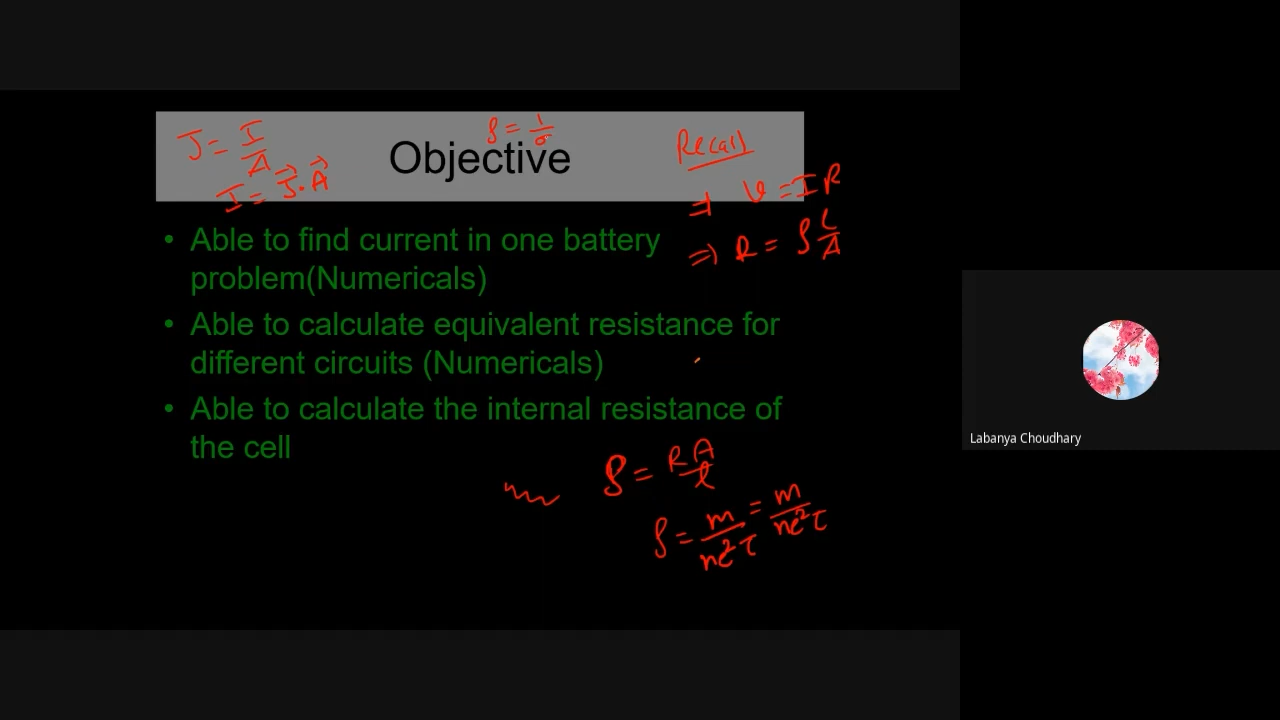 J = I/A
I = J⃗.A⃗
ρ = 1/σ
Objective
Recall
⇒ V = IR
⇒ R = ρ L/A
• Able to find current in one battery
problem(Numericals)
• Able to calculate equivalent resistance for
different circuits (Numericals)
• Able to calculate the internal resistance of
the cell
ρ = RA/l
ρ = m/ne²τ = m/ne²τ
Labanya Choudhary